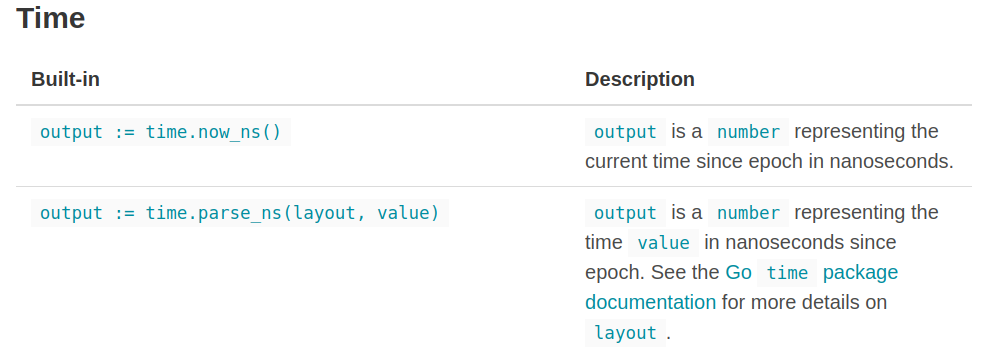 Time
Built-in Description
output := time.now_ns() output is a number representing the
current time since epoch in nanoseconds.
output := time.parse_ns(layout, value) output is a number representing the
time value in nanoseconds since
epoch. See the Go time package
documentation for more details on
layout .